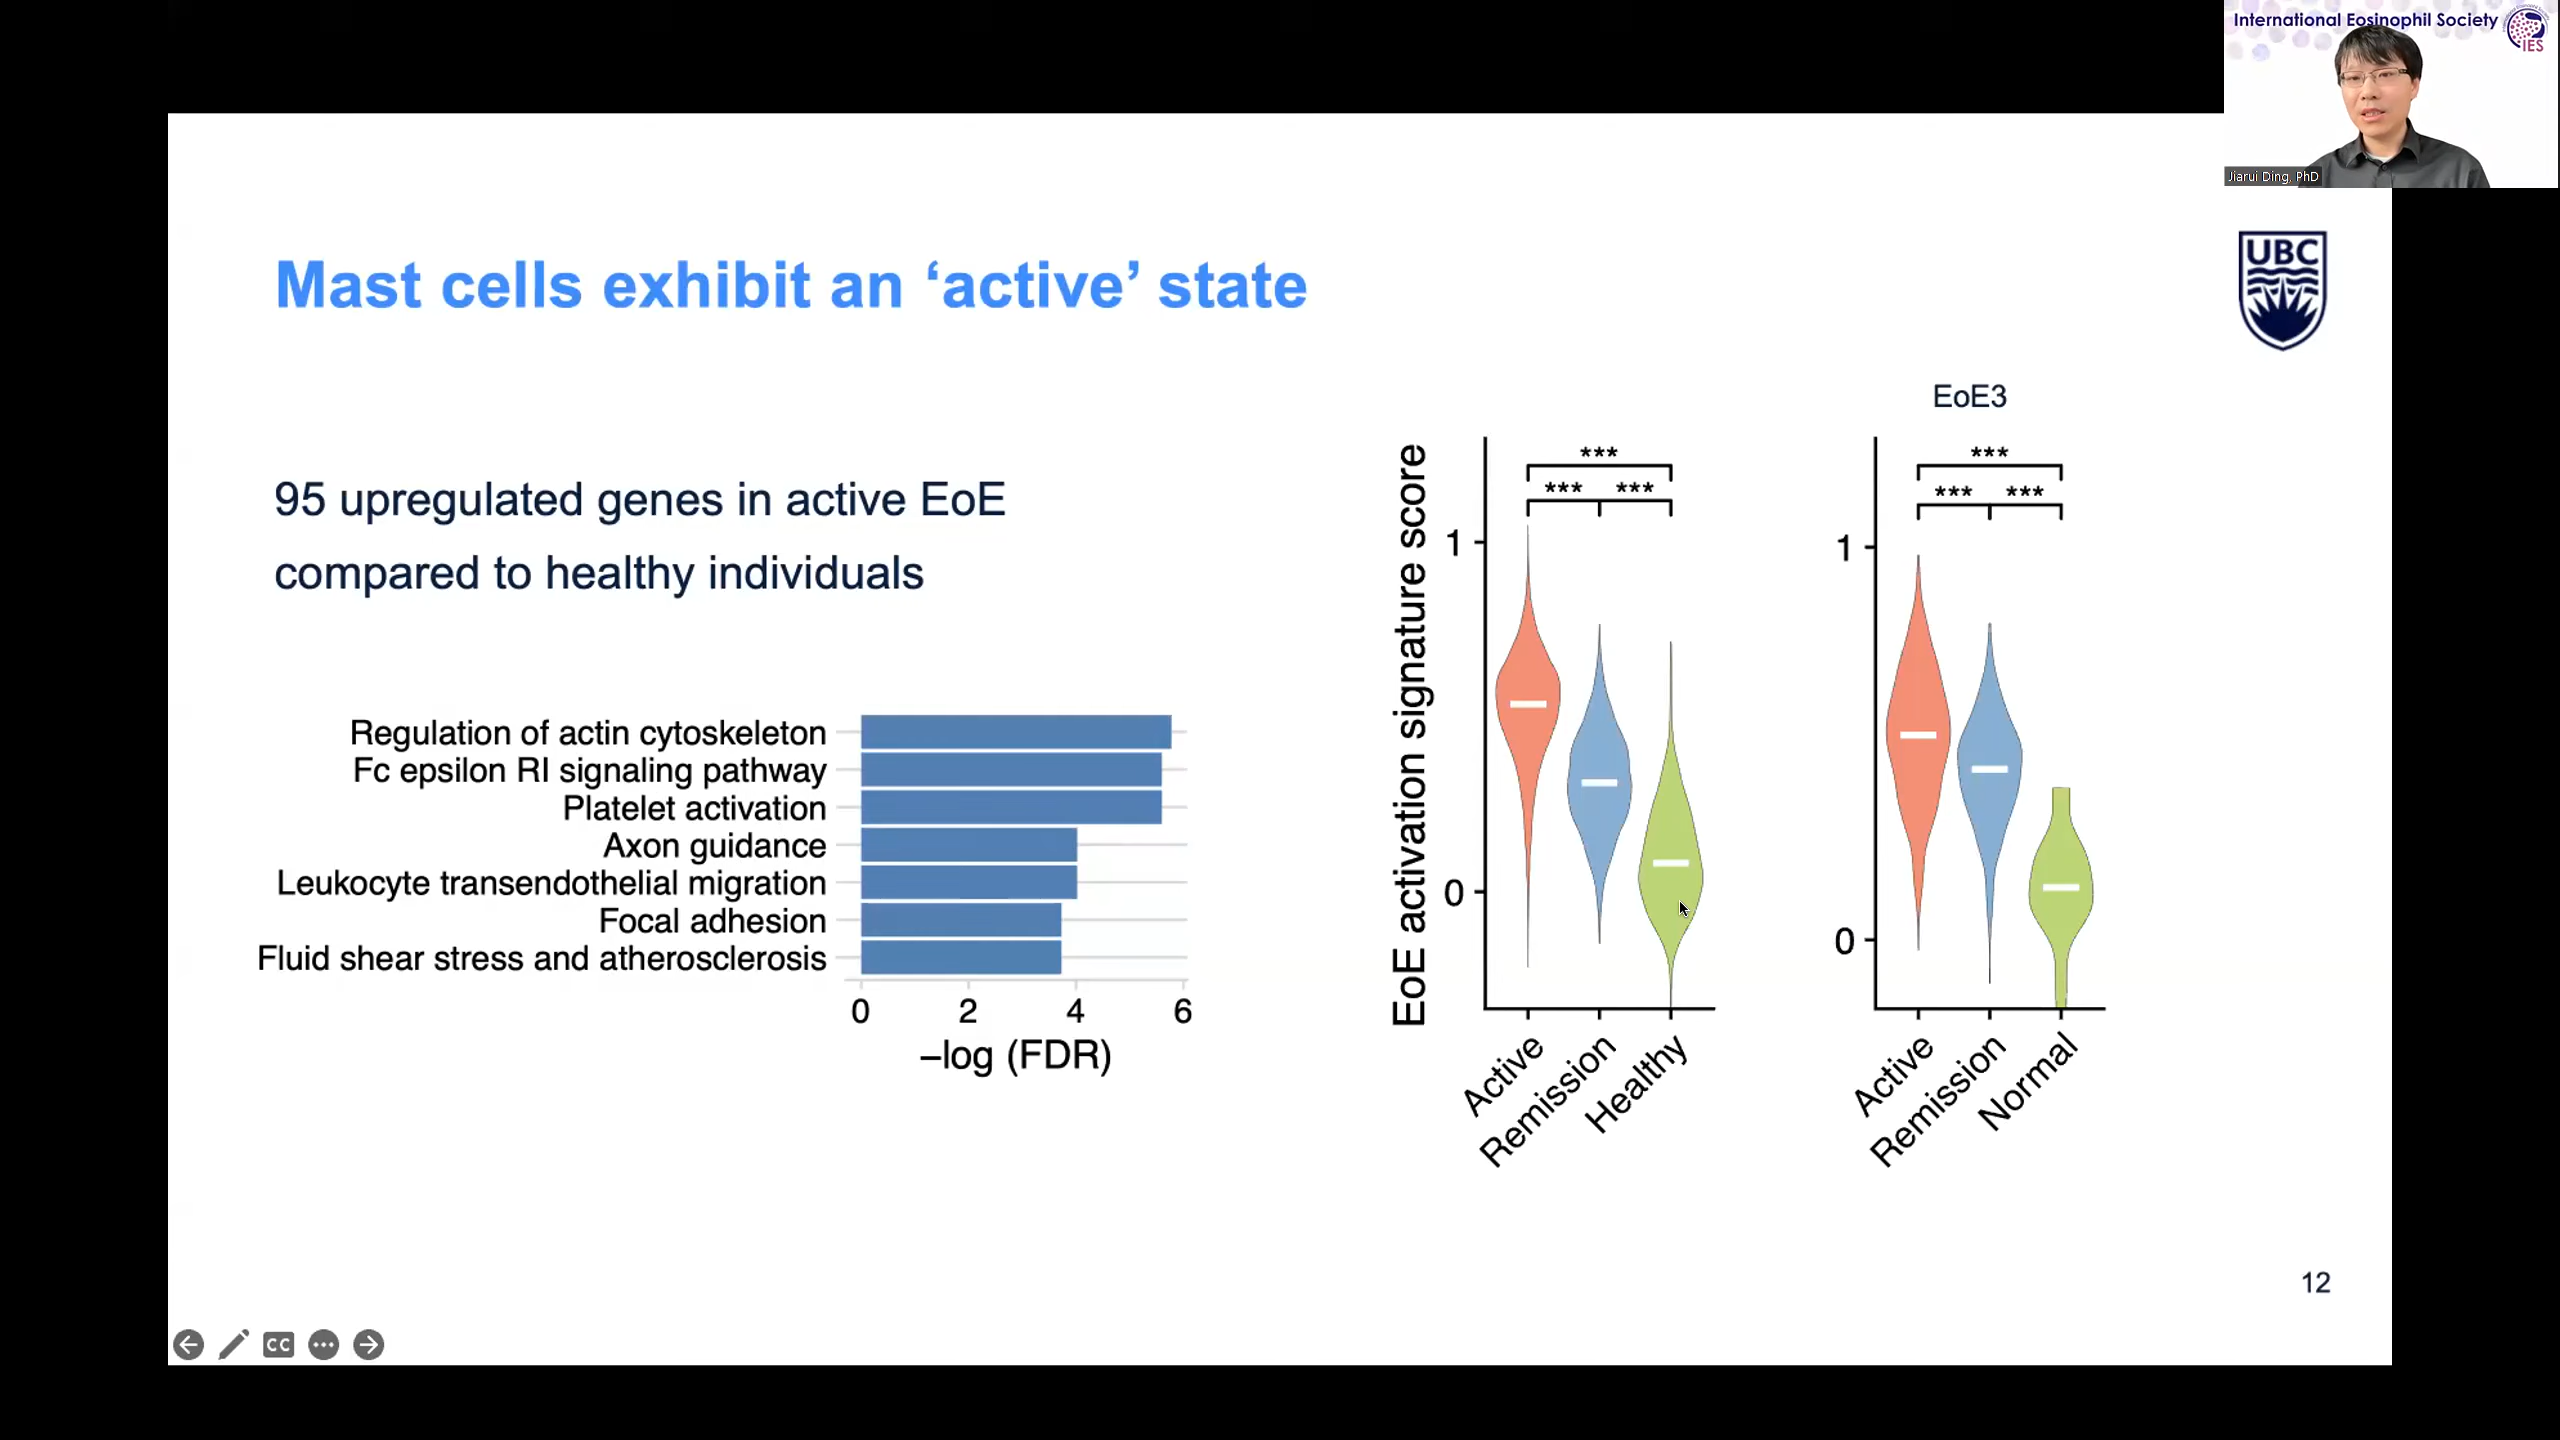 International Eosinophil Society
IES
Jiarui Ding, PhD
UBC
Mast cells exhibit an ‘active’ state
95 upregulated genes in active EoE
compared to healthy individuals
Regulation of actin cytoskeleton
Fc epsilon RI signaling pathway
Platelet activation
Axon guidance
Leukocyte transendothelial migration
Focal adhesion
Fluid shear stress and atherosclerosis
0 2 4 6
–log (FDR)
EoE activation signature score
***
*** ***
1
0
Active
Remission
Healthy
EoE3
***
*** ***
1
0
Active
Remission
Normal
12
CC